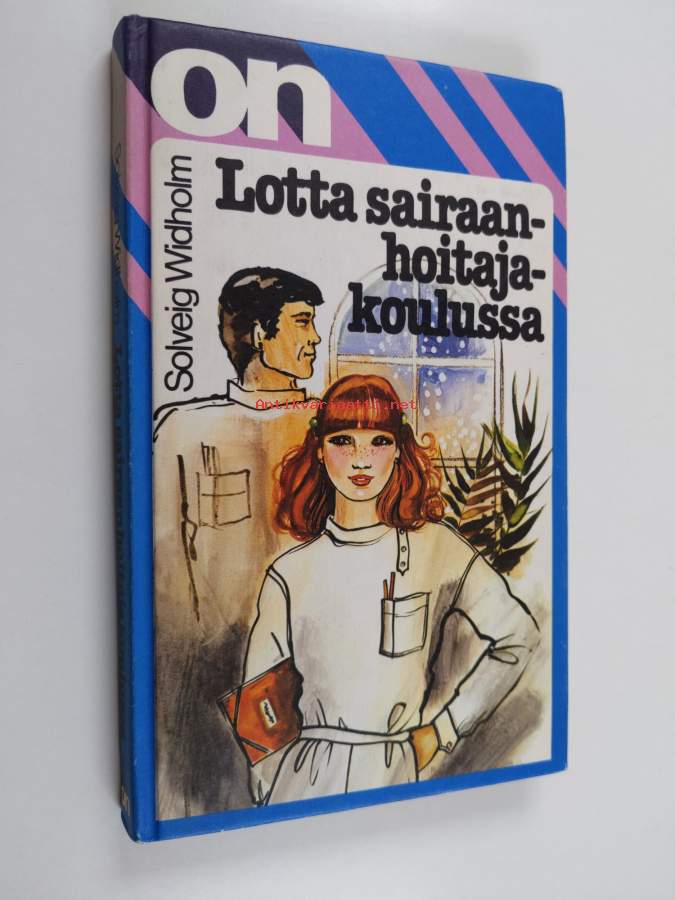 on
Solveig Widholm
Lotta sairaan-
hoitaja-
koulussa
Antikvariaatti.net